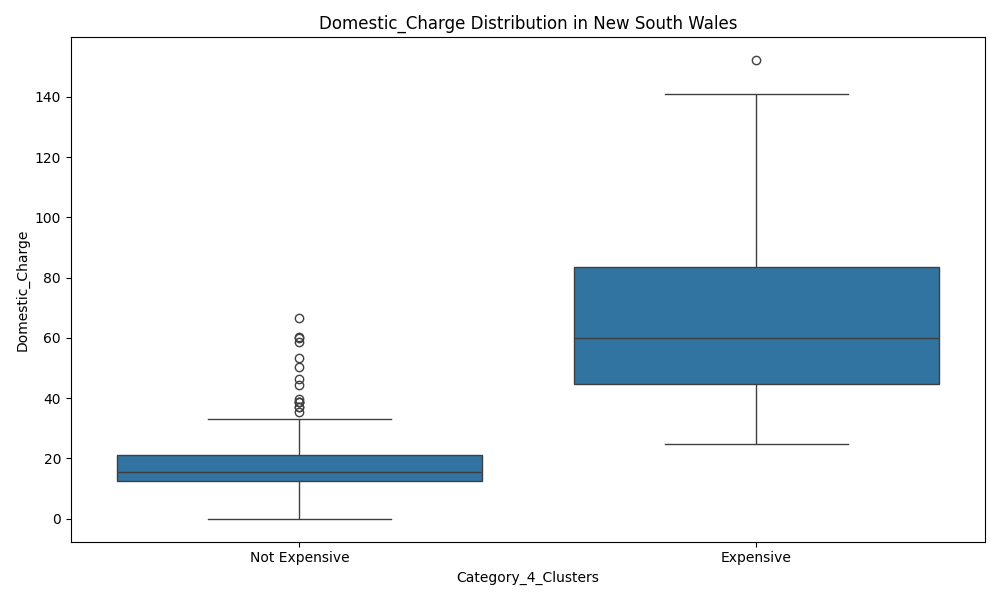 Domestic_Charge Distribution in New South Wales
Domestic_Charge
140
120
100
80
60
40
20
0
Not Expensive
Expensive
Category_4_Clusters